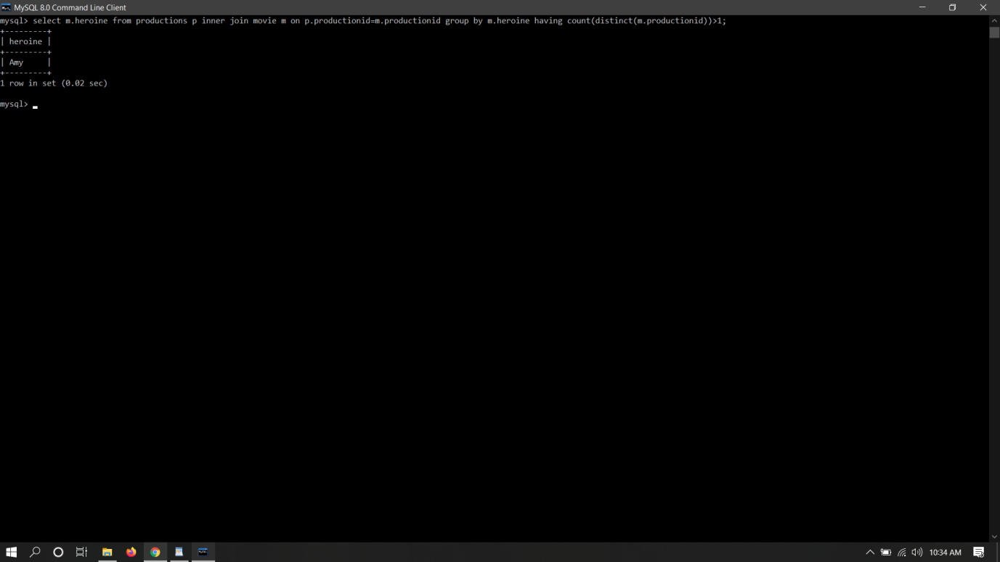 MySQL 8.0 Command Line Client
mysql> select m.heroine from productions p inner join movie m on p.productionid=m.productionid group by m.heroine having count(distinct(m.productionid))>1;
+---------+
| heroine |
+---------+
| Amy     |
+---------+
1 row in set (0.02 sec)
mysql>
10:34 AM